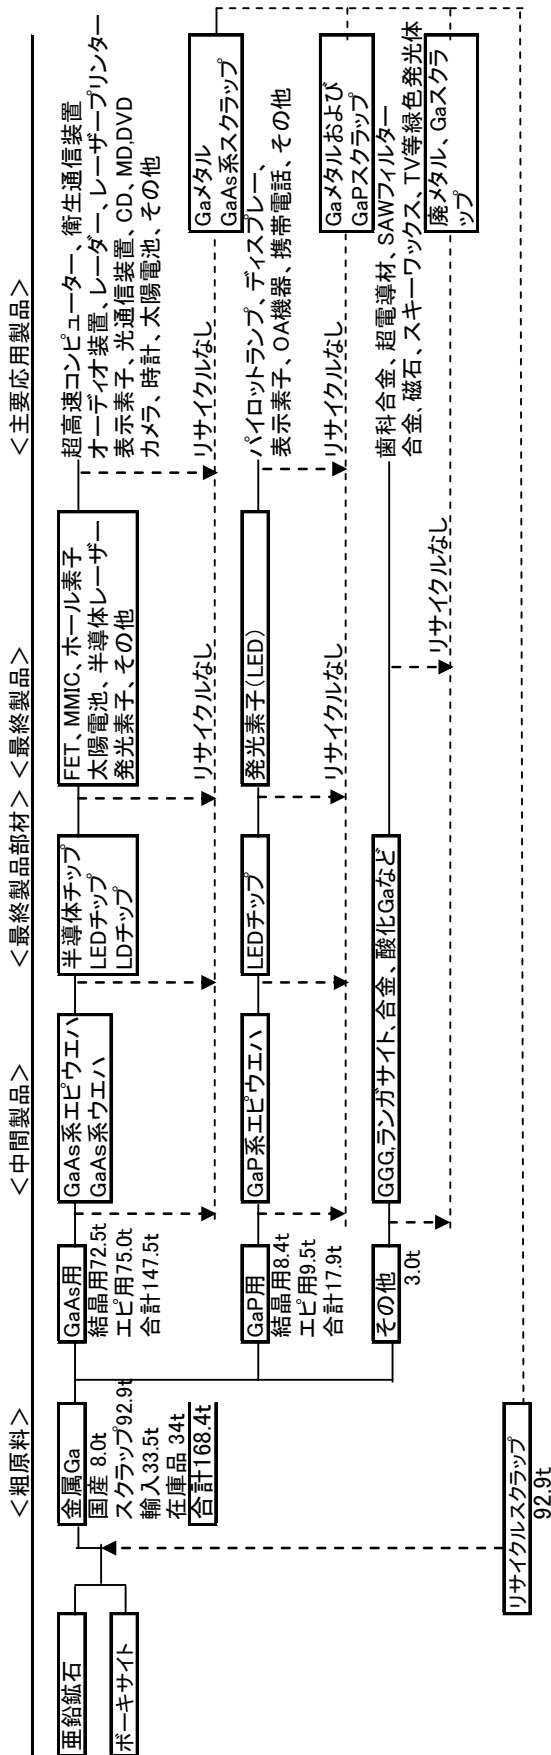 ＜粗原料＞
＜中間製品＞
＜最終製品部材＞
＜最終製品＞
＜主要応用製品＞
亜鉛鉱石
ボーキサイト
金属Ga
国産 8.0t
スクラップ92.9t
輸入33.5t
在庫品 34t
合計168.4t
GaAs用
結晶用72.5t
エピ用75.0t
合計147.5t
GaAs系エピウエハ
GaAs系ウエハ
半導体チップ
LEDチップ
LDチップ
FET、MMIC、ホール素子
太陽電池、半導体レーザー
発光素子、その他
超高速コンピューター、衛生通信装置
オーディオ装置、レーダー、レーザープリンター
表示素子、光通信装置、CD、MD,DVD
カメラ、時計、太陽電池、その他
リサイクルなし
リサイクルなし
Gaメタル
GaAs系スクラップ
GaP用
結晶用8.4t
エピ用9.5t
合計17.9t
GaP系エピウエハ
LEDチップ
発光素子（LED）
パイロットランプ、ディスプレー、
表示素子、OA機器、携帯電話、その他
リサイクルなし
リサイクルなし
Gaメタルおよび
GaPスクラップ
その他
3.0t
GGG,ランガサイト、合金、酸化Gaなど
歯科合金、超電導材、SAWフィルター
合金、磁石、スキーワックス、TV等緑色発光体
リサイクルなし
廃メタル、Gaスクラ
ップ
リサイクルスクラップ
92.9t